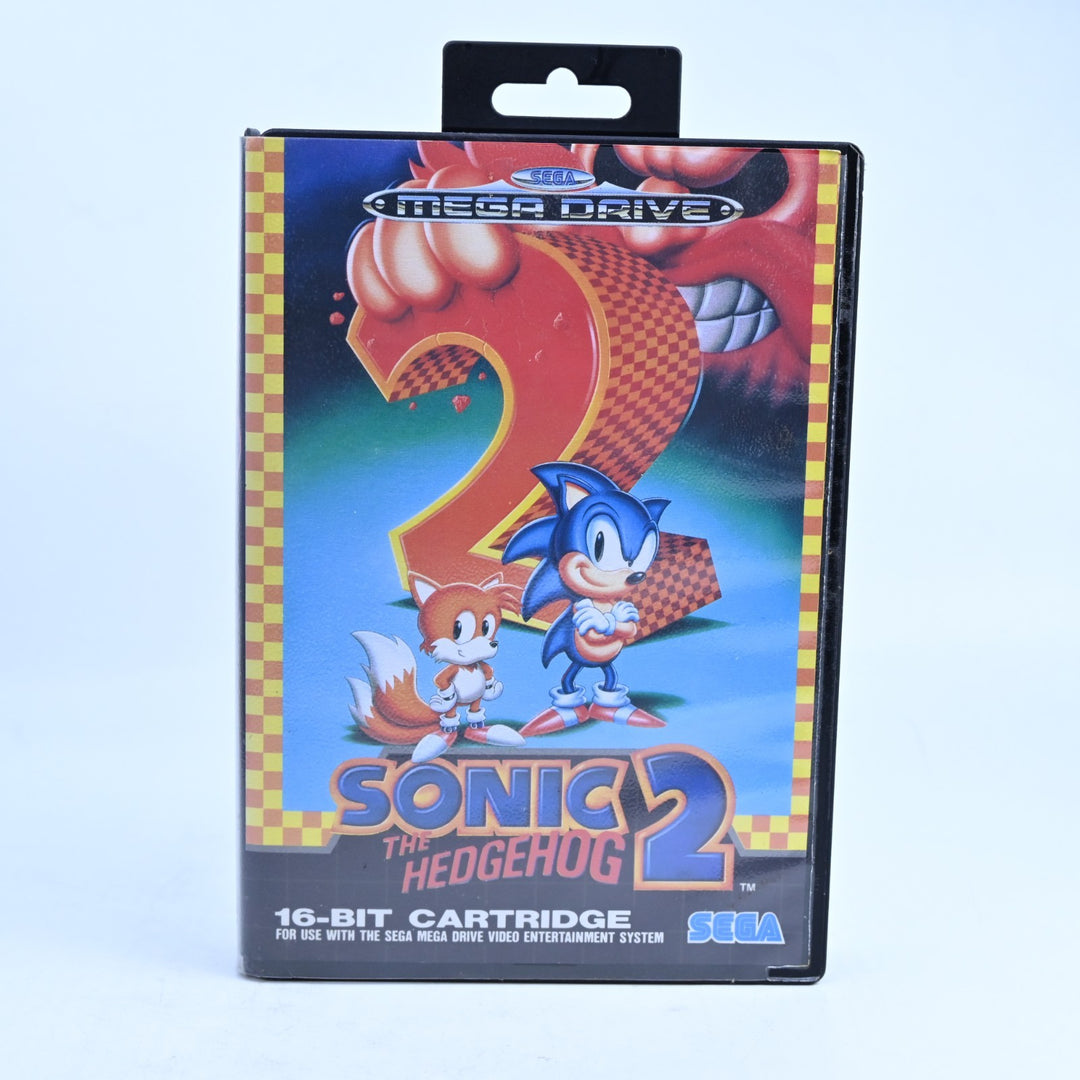 SEGA
MEGA DRIVE
2
SONIC 2
THE
HEDGEHOG
TM
16-BIT CARTRIDGE
FOR USE WITH THE SEGA MEGA DRIVE VIDEO ENTERTAINMENT SYSTEM
SEGA